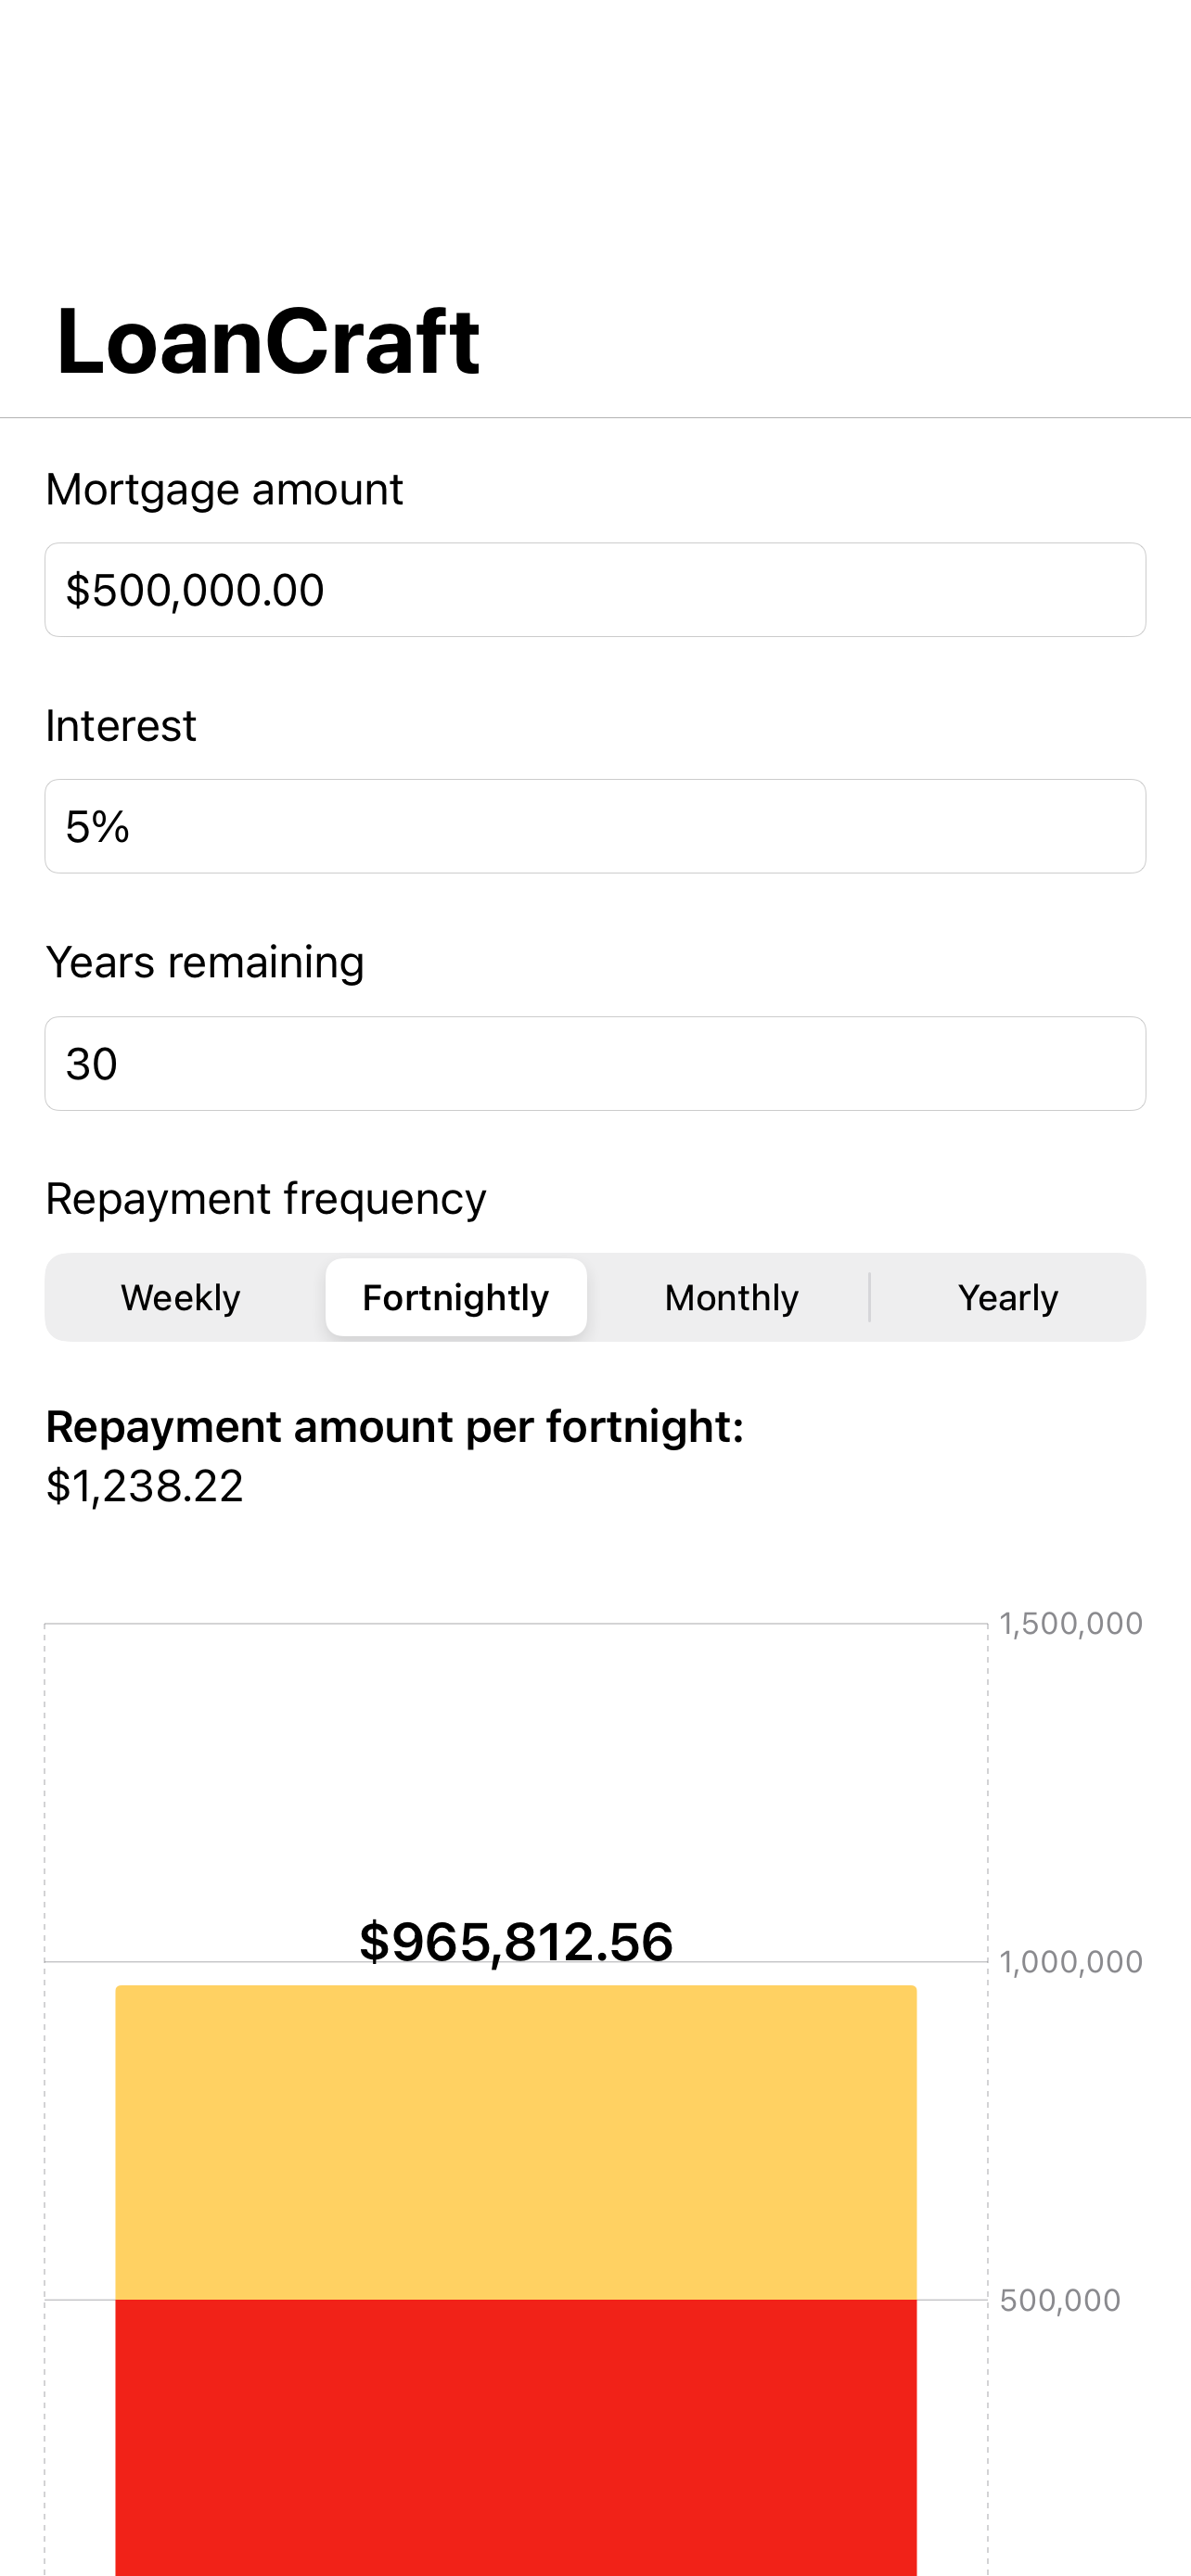 LoanCraft
Mortgage amount
$500,000.00
Interest
5%
Years remaining
30
Repayment frequency
Weekly Fortnightly Monthly Yearly
Repayment amount per fortnight:
$1,238.22
1,500,000
$965,812.56
1,000,000
500,000